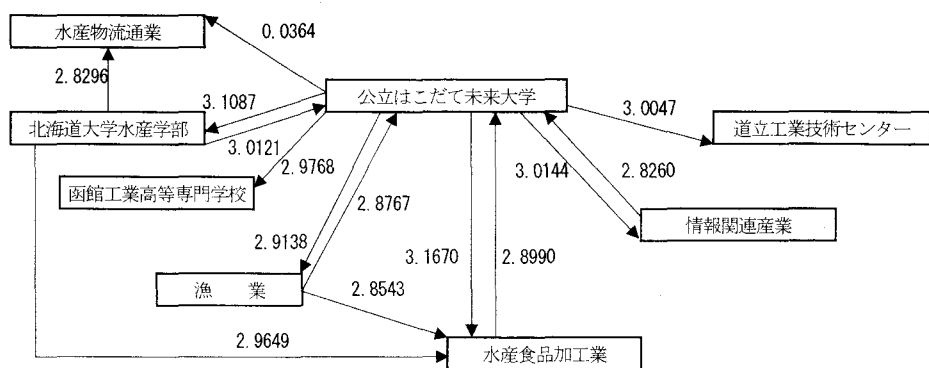 水産物流通業
0.0364
2.8296
公立はこだて未来大学
3.1087
3.0047
北海道大学水産学部
道立工業技術センター
3.0121
2.9768
3.0144
2.8260
函館工業高等専門学校
2.8767
情報関連産業
2.9138
3.1670
2.8990
漁　業
2.8543
2.9649
水産食品加工業